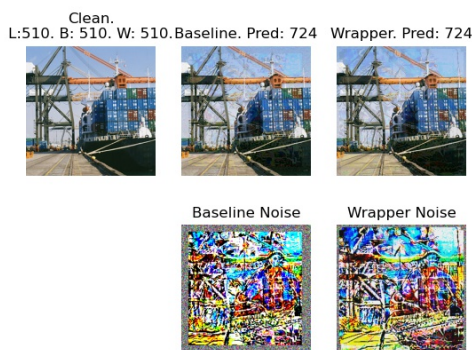 Clean.
L:510. B: 510. W: 510.
Baseline. Pred: 724
Wrapper. Pred: 724
Baseline Noise
Wrapper Noise